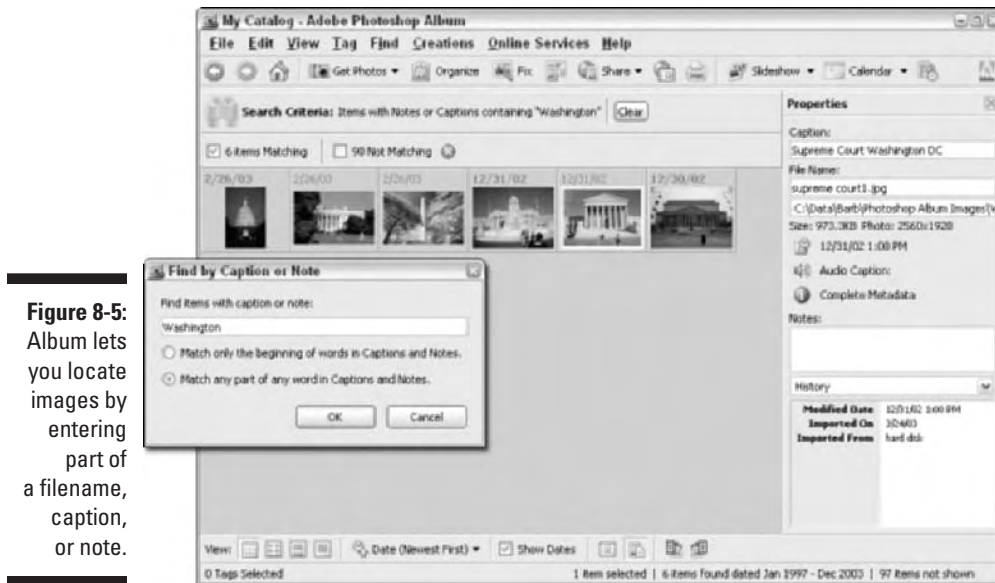 My Catalog - Adobe Photoshop Album
File Edit View Tag Find Creations Online Services Help
Get Photos Organize Fix Share Slideshow Calendar
Search Criteria: Items with Notes or Captions containing "Washington" Clear
6 items Matching 90 Not Matching
2/26/03 2/26/03 2/26/03 12/31/02 12/31/02 12/30/02
Properties
Caption:
Supreme Court Washington DC
File Name:
supreme court1.jpg
C:\Data\Barb\Photoshop Album Images\
Size: 973.3KB Photo: 2560x1920
12/31/02 1:00 PM
Audio Caption:
Complete Metadata
Notes:
History
Modified Date 12/31/02 1:00 PM
Imported On
Imported From hard disk
Find by Caption or Note
Find items with caption or note:
Washington
Match only the beginning of words in Captions and Notes.
Match any part of any word in Captions and Notes.
OK Cancel
View: Date (Newest First) Show Dates
0 Tags Selected 1 item selected | 6 items found dated Jan 1997 - Dec 2003 | 97 items not shown
Figure 8-5:
Album lets
you locate
images by
entering
part of
a filename,
caption,
or note.